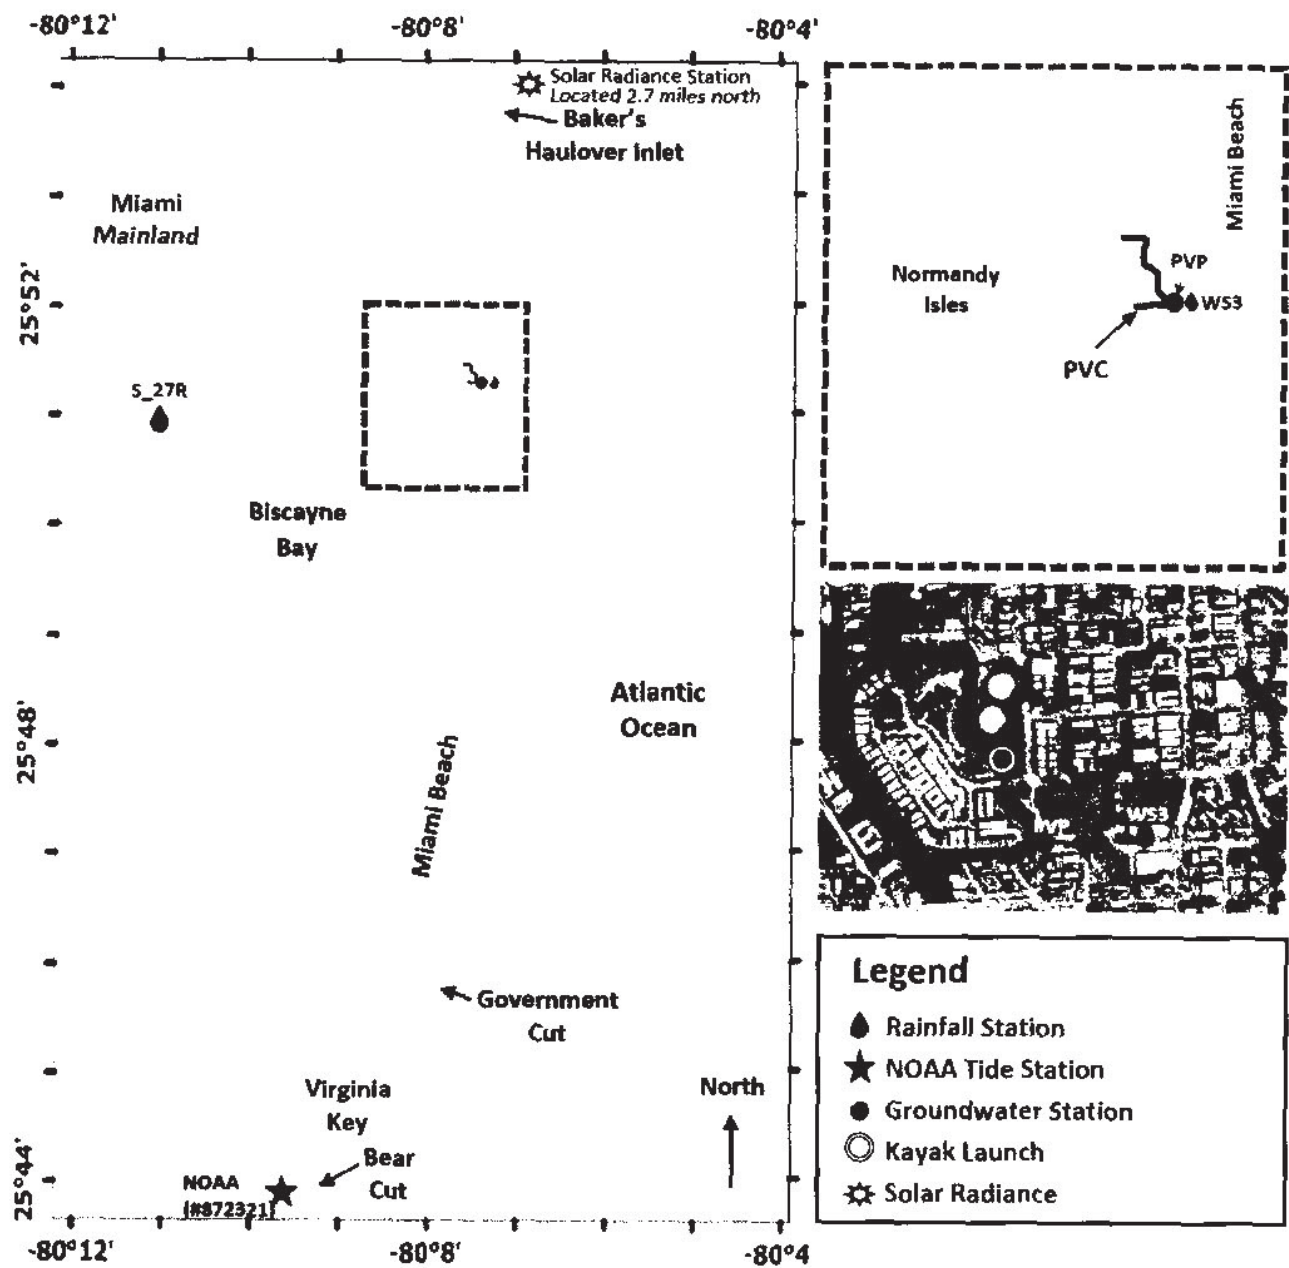 -80°12'
-80°8'
-80°4'
Solar Radiance Station
Located 2.7 miles north
Baker's
Haulover Inlet
Miami
Mainland
25°52'
S_27R
Biscayne
Bay
Atlantic
Ocean
25°48'
Miami Beach
Government
Cut
Virginia
Key
North
Bear
Cut
NOAA
(#872321)
25°44'
-80°12'
-80°8'
-80°4'
Miami Beach
Normandy
Isles
PVP
WS3
PVC
PVP
WS3
Legend
Rainfall Station
NOAA Tide Station
Groundwater Station
Kayak Launch
Solar Radiance